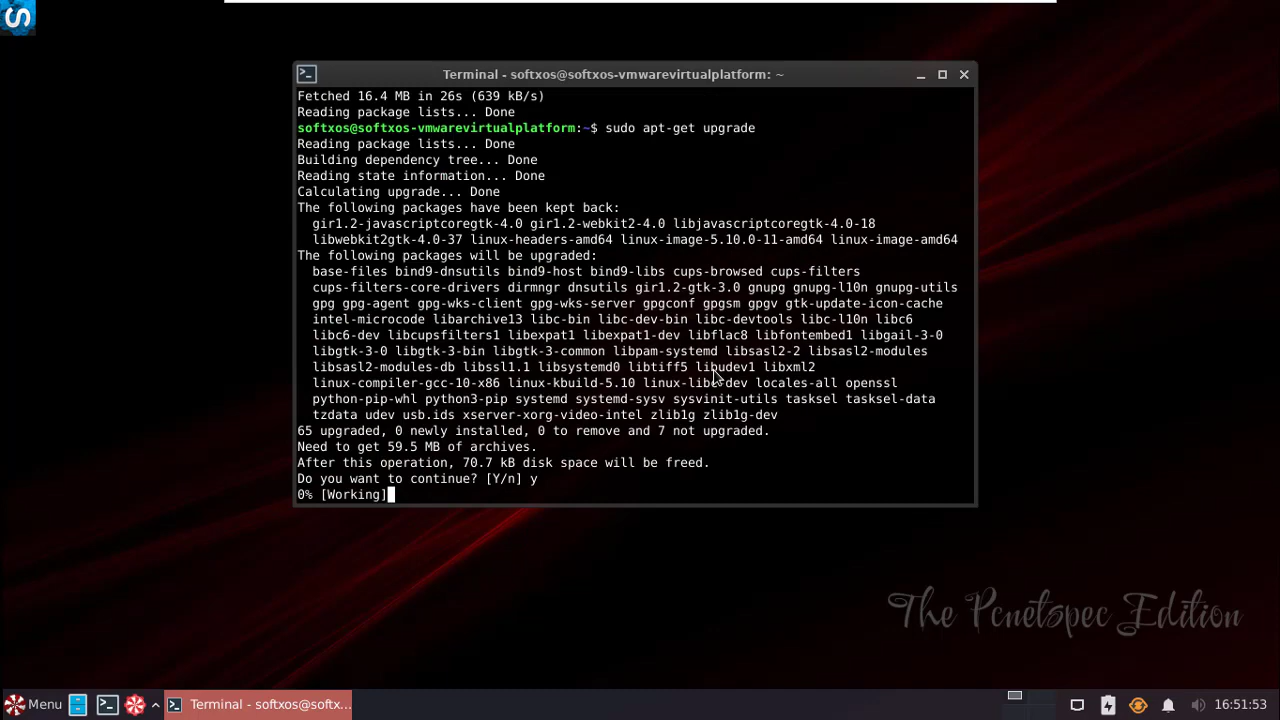 S
Terminal - softxos@softxos-vmwarevirtualplatform: ~
Fetched 16.4 MB in 26s (639 kB/s)
Reading package lists... Done
softxos@softxos-vmwarevirtualplatform:~$ sudo apt-get upgrade
Reading package lists... Done
Building dependency tree... Done
Reading state information... Done
Calculating upgrade... Done
The following packages have been kept back:
gir1.2-javascriptcoregtk-4.0 gir1.2-webkit2-4.0 libjavascriptcoregtk-4.0-18
libwebkit2gtk-4.0-37 linux-headers-amd64 linux-image-5.10.0-11-amd64 linux-image-amd64
The following packages will be upgraded:
base-files bind9-dnsutils bind9-host bind9-libs cups-browsed cups-filters
cups-filters-core-drivers dirmngr dnsutils gir1.2-gtk-3.0 gnupg gnupg-l10n gnupg-utils
gpg gpg-agent gpg-wks-client gpg-wks-server gpgconf gpgsm gpgv gtk-update-icon-cache
intel-microcode libarchive13 libc-bin libc-dev-bin libc-devtools libc-l10n libc6
libc6-dev libcupsfilters1 libexpat1 libexpat1-dev libflac8 libfontembed1 libgail-3-0
libgtk-3-0 libgtk-3-bin libgtk-3-common libpam-systemd libsasl2-2 libsasl2-modules
libsasl2-modules-db libssl1.1 libsystemd0 libtiff5 libudev1 libxml2
linux-compiler-gcc-10-x86 linux-kbuild-5.10 linux-libc-dev locales-all openssl
python-pip-whl python3-pip systemd systemd-sysv sysvinit-utils tasksel tasksel-data
tzdata udev usb.ids xserver-xorg-video-intel zlib1g zlib1g-dev
65 upgraded, 0 newly installed, 0 to remove and 7 not upgraded.
Need to get 59.5 MB of archives.
After this operation, 70.7 kB disk space will be freed.
Do you want to continue? [Y/n] y
0% [Working]
The Pcnetspec Edition
Menu
Terminal - softxos@softx...
16:51:53